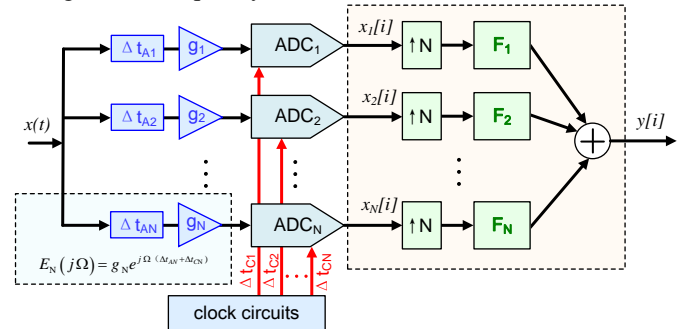 Δ t_A1 g_1 ADC_1 x_1[i] ↑N F_1
x(t) Δ t_A2 g_2 ADC_2 x_2[i] ↑N F_2 + y[i]
Δ t_AN g_N ADC_N x_N[i] ↑N F_N
E_N(jΩ) = g_N e^{jΩ (Δt_AN+Δt_CN)}
Δ t_C1 Δ t_C2 ... Δ t_CN
clock circuits